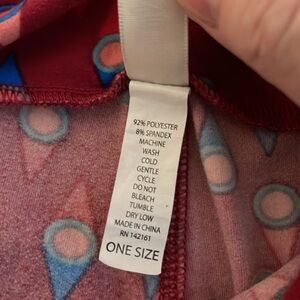 92% POLYESTER
8% SPANDEX
MACHINE
WASH
COLD
GENTLE
CYCLE
DO NOT
BLEACH
TUMBLE
DRY LOW
MADE IN CHINA
RN 142161
ONE SIZE